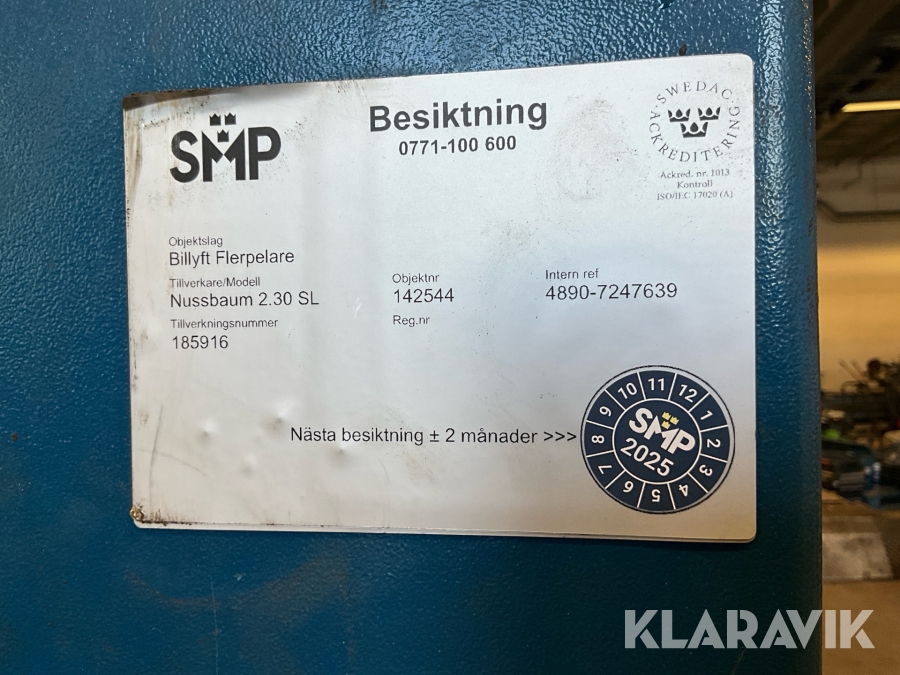 SMP
Besiktning
0771-100 600
SWEDAC
ACKREDITERING
Ackred. nr. 1013
Kontroll
ISO/IEC 17020 (A)
Objektslag
Billyft Flerpelare
Tillverkare/Modell
Nussbaum 2.30 SL
Objektnr
142544
Intern ref
4890-7247639
Tillverkningsnummer
185916
Reg.nr
Nästa besiktning ± 2 månader >>>
1 2 3 4 5 6 7 8 9 10 11 12
SMP
2025
KLARAVIK